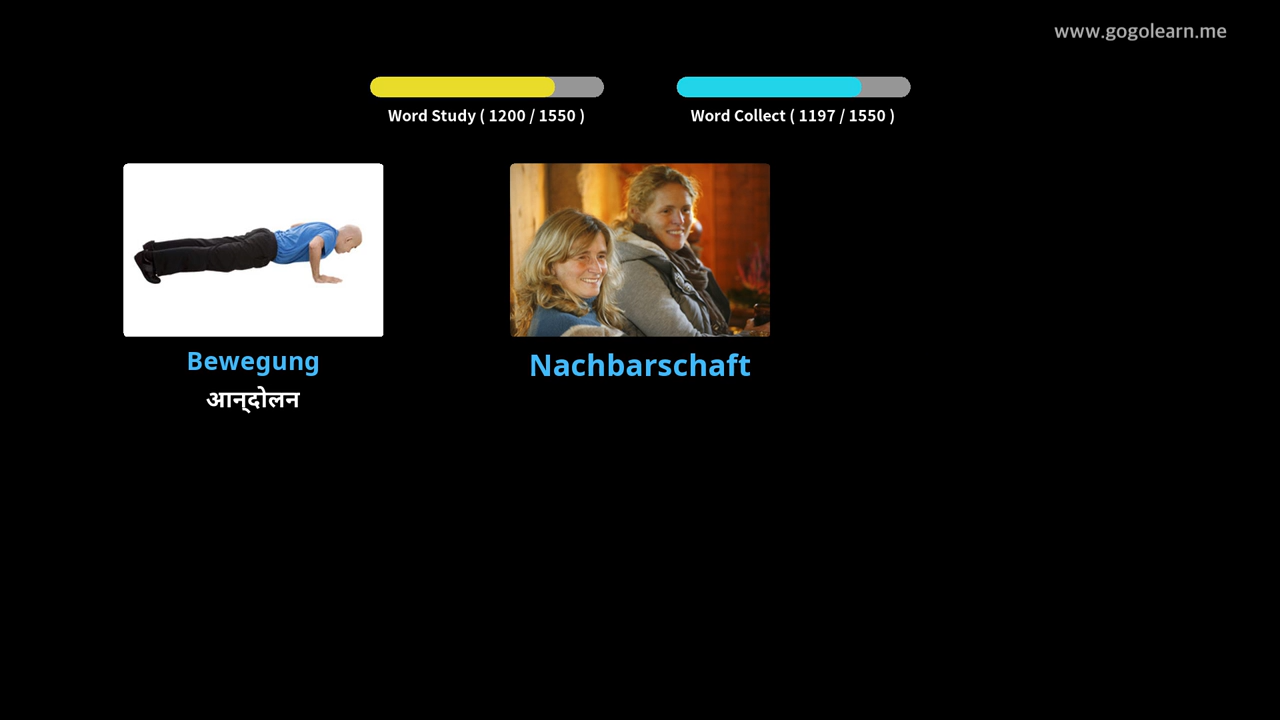 www.gogolearn.me
Word Study ( 1200 / 1550 )
Word Collect ( 1197 / 1550 )
Bewegung
आन्‌दोलन
Nachbarschaft